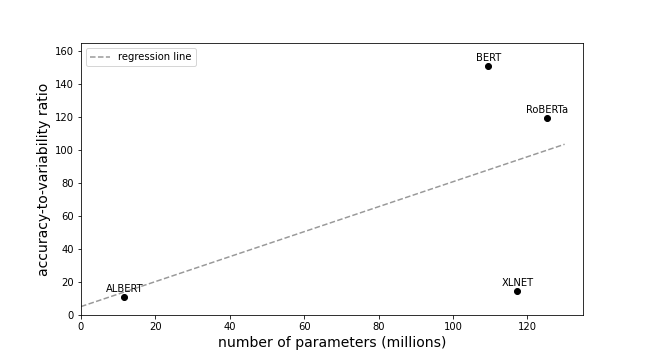 160
140
120
100
80
60
40
20
0
accuracy-to-variability ratio
regression line
BERT
RoBERTa
ALBERT
XLNET
0 20 40 60 80 100 120
number of parameters (millions)